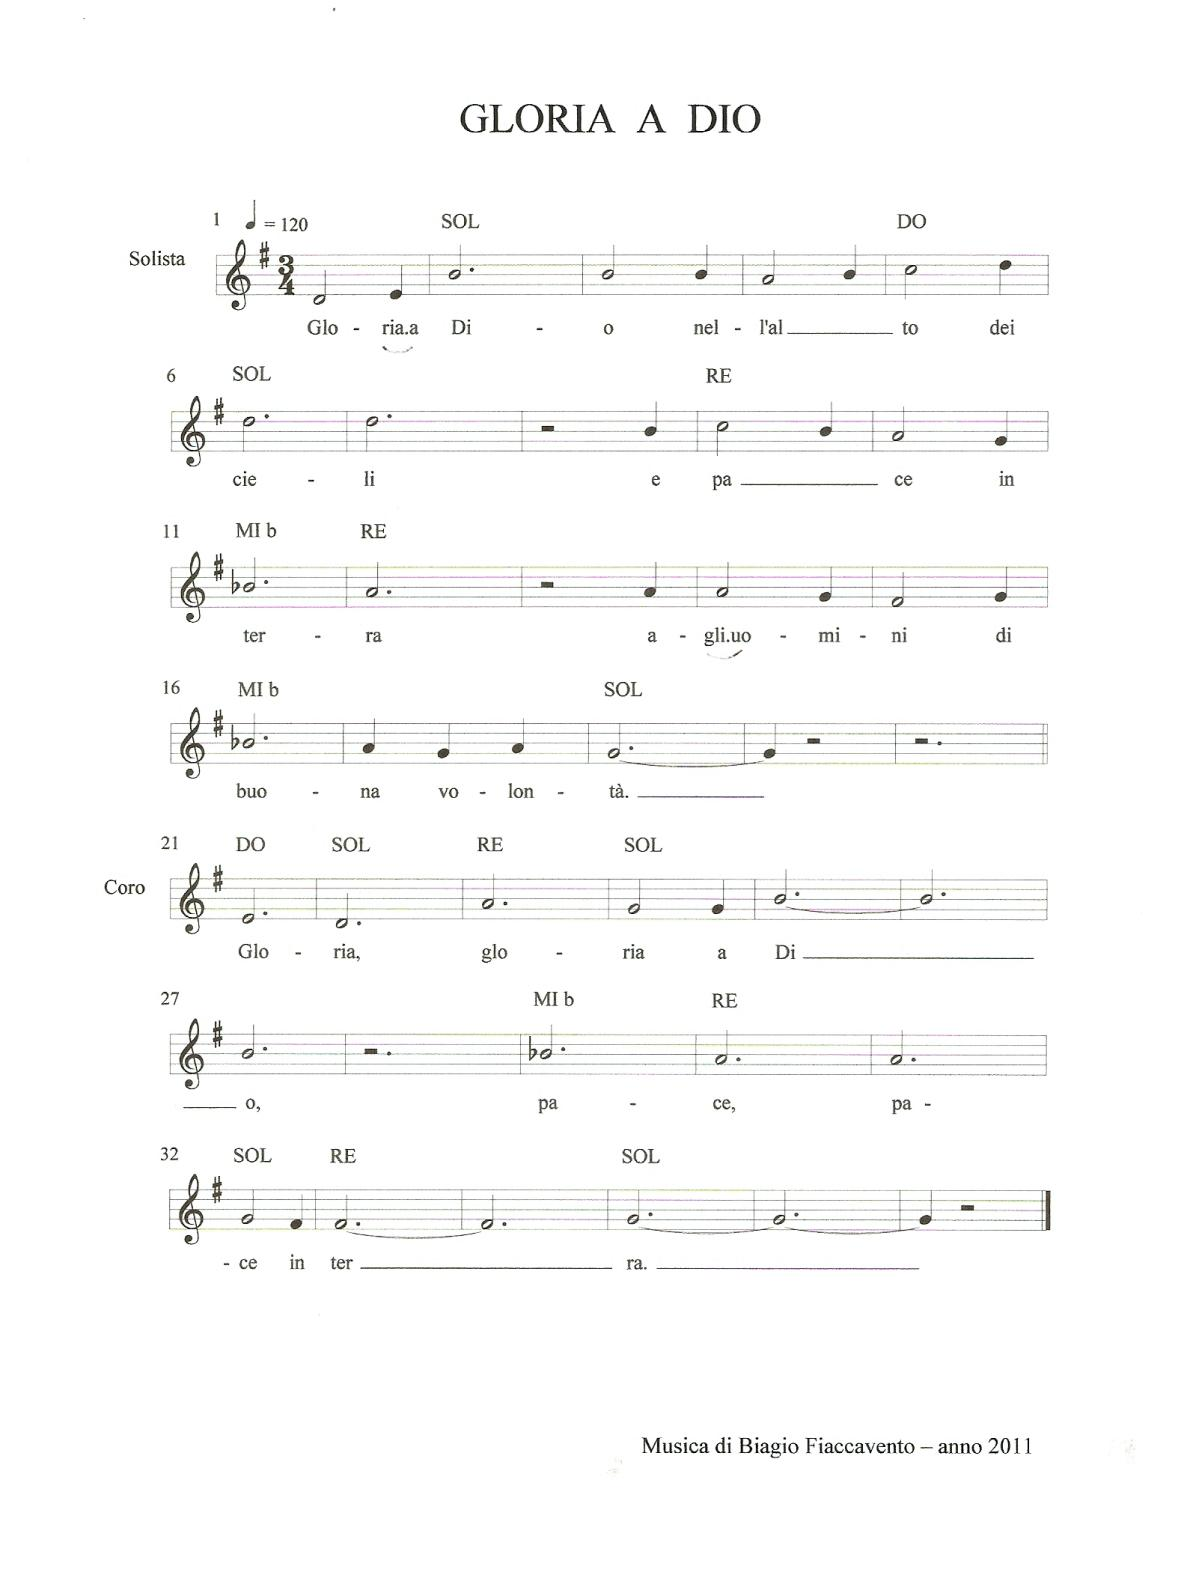 GLORIA A DIO
1 = 120 SOL DO
Solista
3
4
Glo - ria.a Di - o nel - l'al to dei
6 SOL RE
cie - li e pa ce in
11 MI b RE
ter - ra a - gli.uo - mi - ni di
16 MI b SOL
buo - na vo - lon - tà.
21 DO SOL RE SOL
Coro
Glo - ria, glo - ria a Di
27 MI b RE
o, pa - ce, pa -
32 SOL RE SOL
- ce in ter ra.
Musica di Biagio Fiaccavento – anno 2011